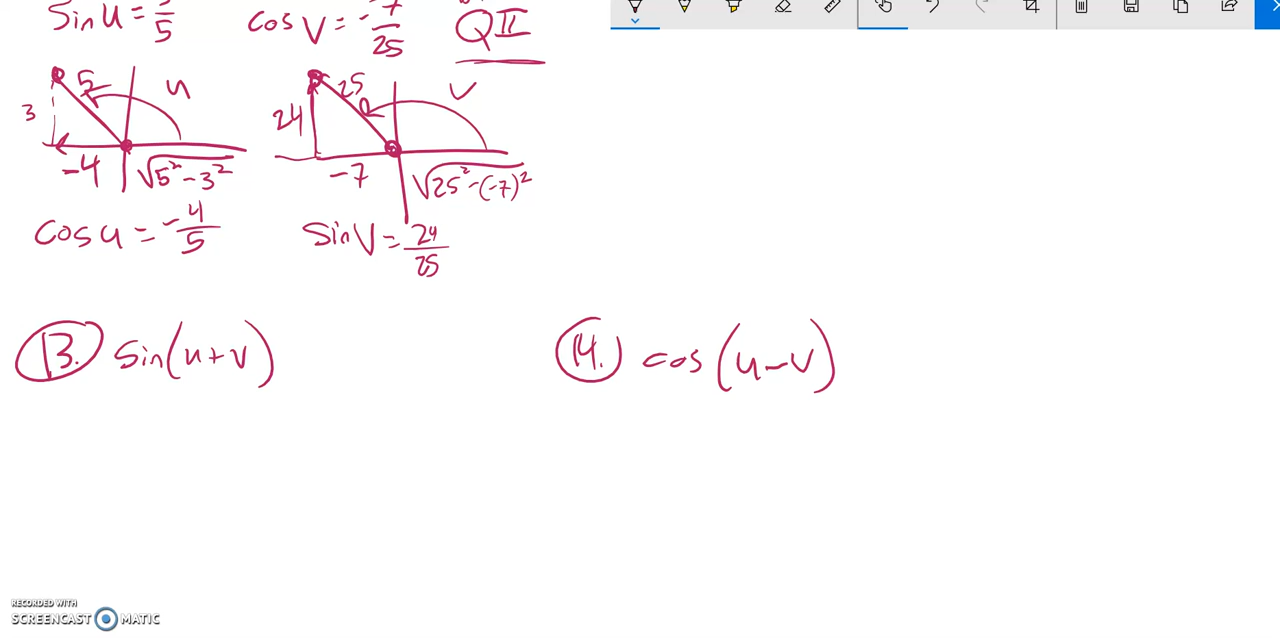 sin u = 3/5
cos v = -7/25
QII
5 u
3
-4 √5² - 3²
25 v
24
-7 √25² - (-7)²
cos u = -4/5
sin v = 24/25
13. sin(u+v)
14. cos(u-v)
RECORDED WITH
SCREENCAST MATIC